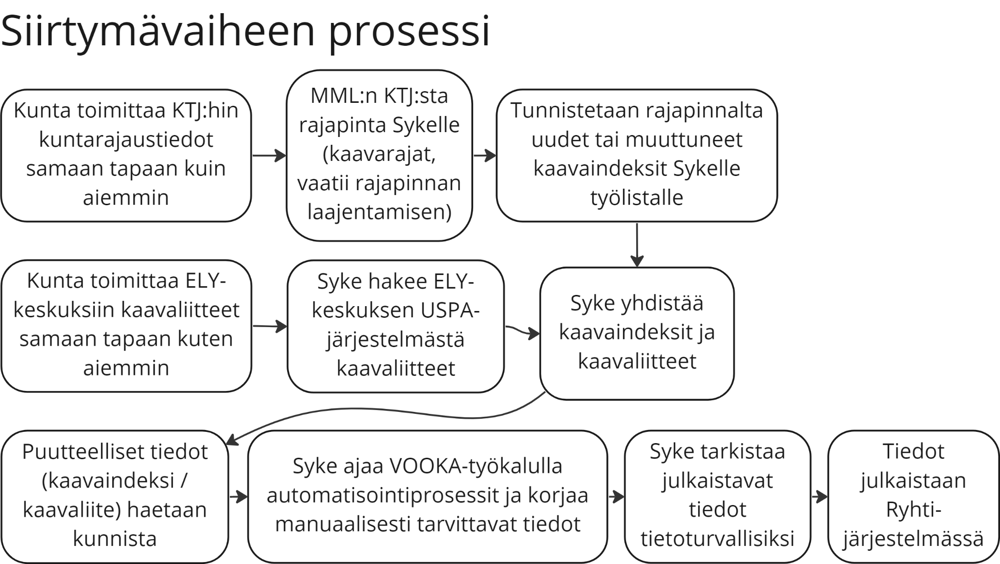 Siirtymävaiheen prosessi
Kunta toimittaa KTJ:hin
kuntarajaustiedot
samaan tapaan kuin
aiemmin
MML:n KTJ:sta
rajapinta Sykelle
(kaavarajat,
vaatii rajapinnan
laajentamisen)
Tunnistetaan rajapinnalta
uudet tai muuttuneet
kaavaindeksit Sykelle
työlistalle
Kunta toimittaa ELY-
keskuksiin kaavaliitteet
samaan tapaan kuten
aiemmin
Syke hakee ELY-
keskuksen USPA-
järjestelmästä
kaavaliitteet
Syke yhdistää
kaavaindeksit ja
kaavaliitteet
Puutteelliset tiedot
(kaavaindeksi /
kaavaliite) haetaan
kunnista
Syke ajaa VOOKA-työkalulla
automatisointiprosessit ja korjaa
manuaalisesti tarvittavat tiedot
Syke tarkistaa
julkaistavat
tiedot
tietoturvallisiksi
Tiedot
julkaistaan
Ryhti-
järjestelmässä